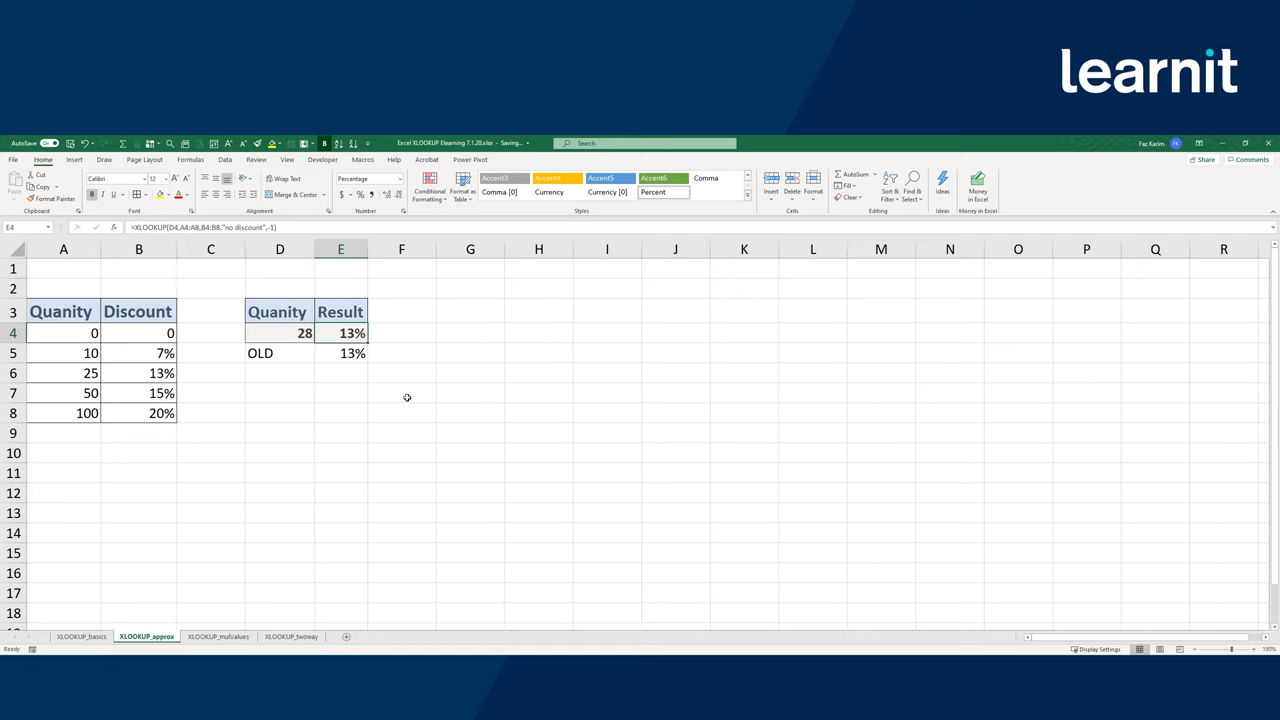 learnit
AutoSave On Excel XLOOKUP Elearning 7.1.20.xlsx - Saving... Search Faz Karim FK
File Home Insert Draw Page Layout Formulas Data Review View Developer Macros Help Acrobat Power Pivot Share Comments
Paste Cut Copy Format Painter Clipboard
Calibri 12 B I U Font
Wrap Text Merge & Center Alignment
Percentage $ % Number
Conditional Formatting Format as Table
Accent3 Accent4 Accent5 Accent6 Comma
Comma [0] Currency Currency [0] Percent
Styles
Insert Delete Format Cells
AutoSum Fill Clear Sort & Filter Find & Select Editing
Ideas Ideas
Money in Excel Money in Excel
E4 fx =XLOOKUP(D4,A4:A8,B4:B8,"no discount",-1)
A B C D E F G H I J K L M N O P Q R
1
2
3 Quanity Discount Quanity Result
4 0 0 28 13%
5 10 7% OLD 13%
6 25 13%
7 50 15%
8 100 20%
9
10
11
12
13
14
15
16
17
18
XLOOKUP_basics XLOOKUP_approx XLOOKUP_mulValues XLOOKUP_twoway
Ready Display Settings 190%